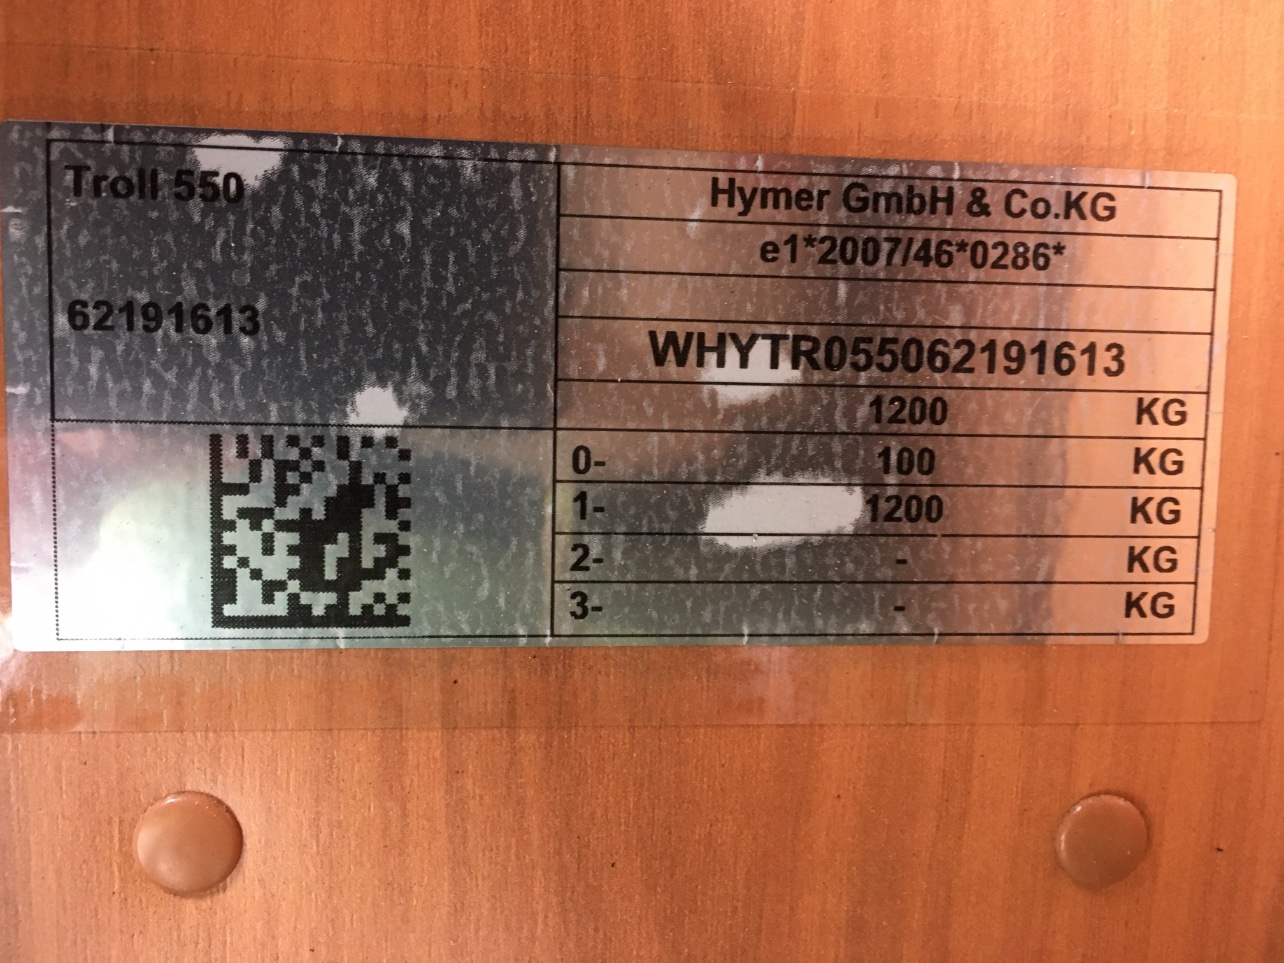 Troll 550
62191613
Hymer GmbH & Co.KG
e1*2007/46*0286*
WHYTR055062191613
1200 KG
0- 100 KG
1- 1200 KG
2- - KG
3- - KG